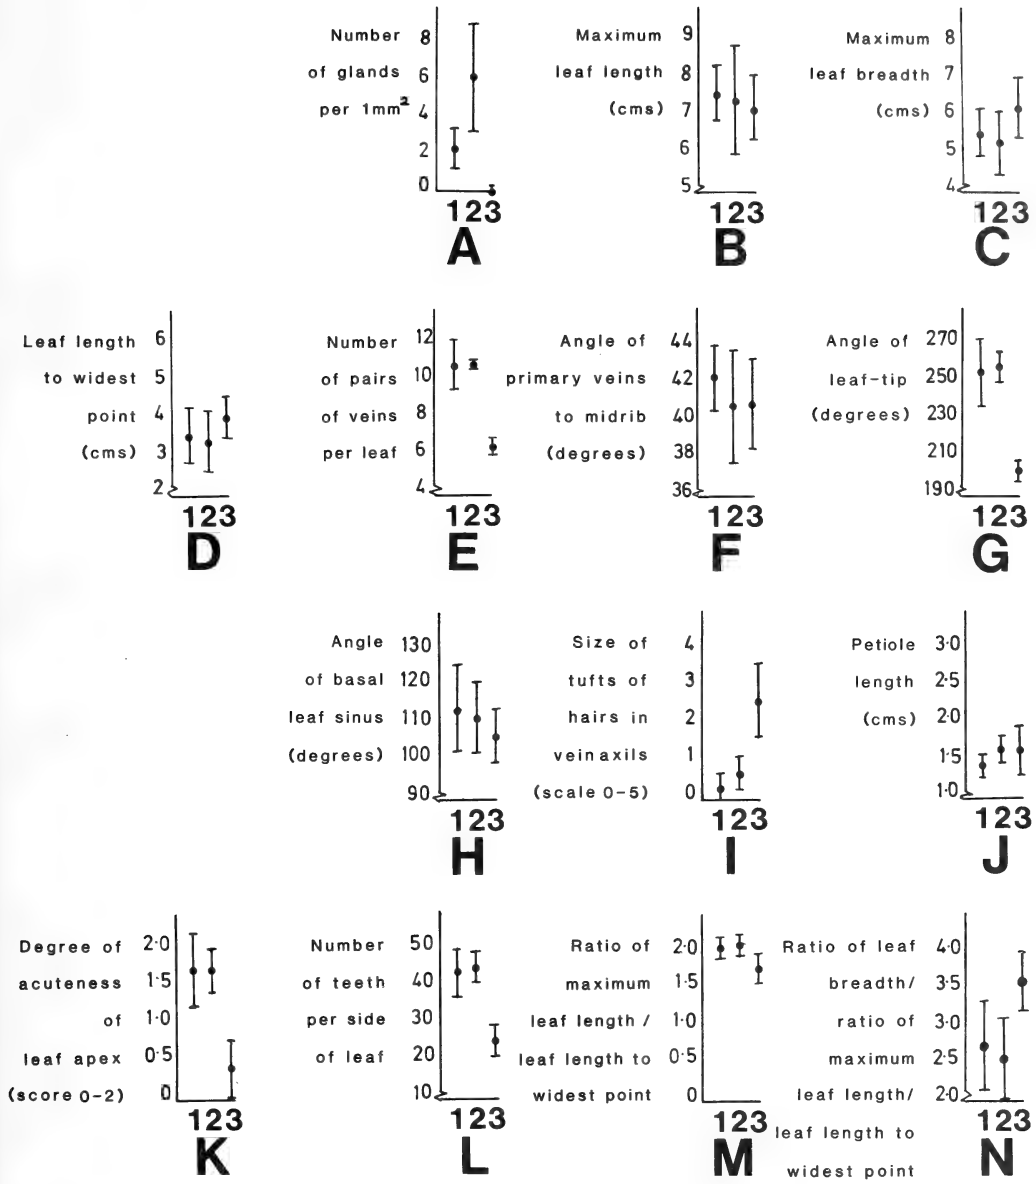 Number
of glands
per 1mm²
8
6
4
2
0
123
A
Maximum
leaf length
(cms)
9
8
7
6
5
123
B
Maximum
leaf breadth
(cms)
8
7
6
5
4
123
C
Leaf length
to widest
point
(cms)
6
5
4
3
2
123
D
Number
of pairs
of veins
per leaf
12
10
8
6
4
123
E
Angle of
primary veins
to midrib
(degrees)
44
42
40
38
36
123
F
Angle of
leaf-tip
(degrees)
270
250
230
210
190
123
G
Angle
of basal
leaf sinus
(degrees)
130
120
110
100
90
123
H
Size of
tufts of
hairs in
vein axils
(scale 0-5)
4
3
2
1
0
123
I
Petiole
length
(cms)
3·0
2·5
2·0
1·5
1·0
123
J
Degree of
acuteness
of
leaf apex
(score 0-2)
2·0
1·5
1·0
0·5
0
123
K
Number
of teeth
per side
of leaf
50
40
30
20
10
123
L
Ratio of
maximum
leaf length /
leaf length to
widest point
2·0
1·5
1·0
0·5
0
123
M
Ratio of leaf
breadth/
ratio of
maximum
leaf length/
leaf length to
widest point
4·0
3·5
3·0
2·5
2·0
123
N